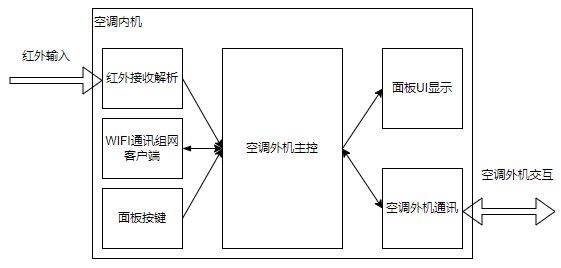 空调内机
红外输入
红外接收解析
WIFI通讯组网
客户端
面板按键
空调外机主控
面板UI显示
空调外机通讯
空调外机交互